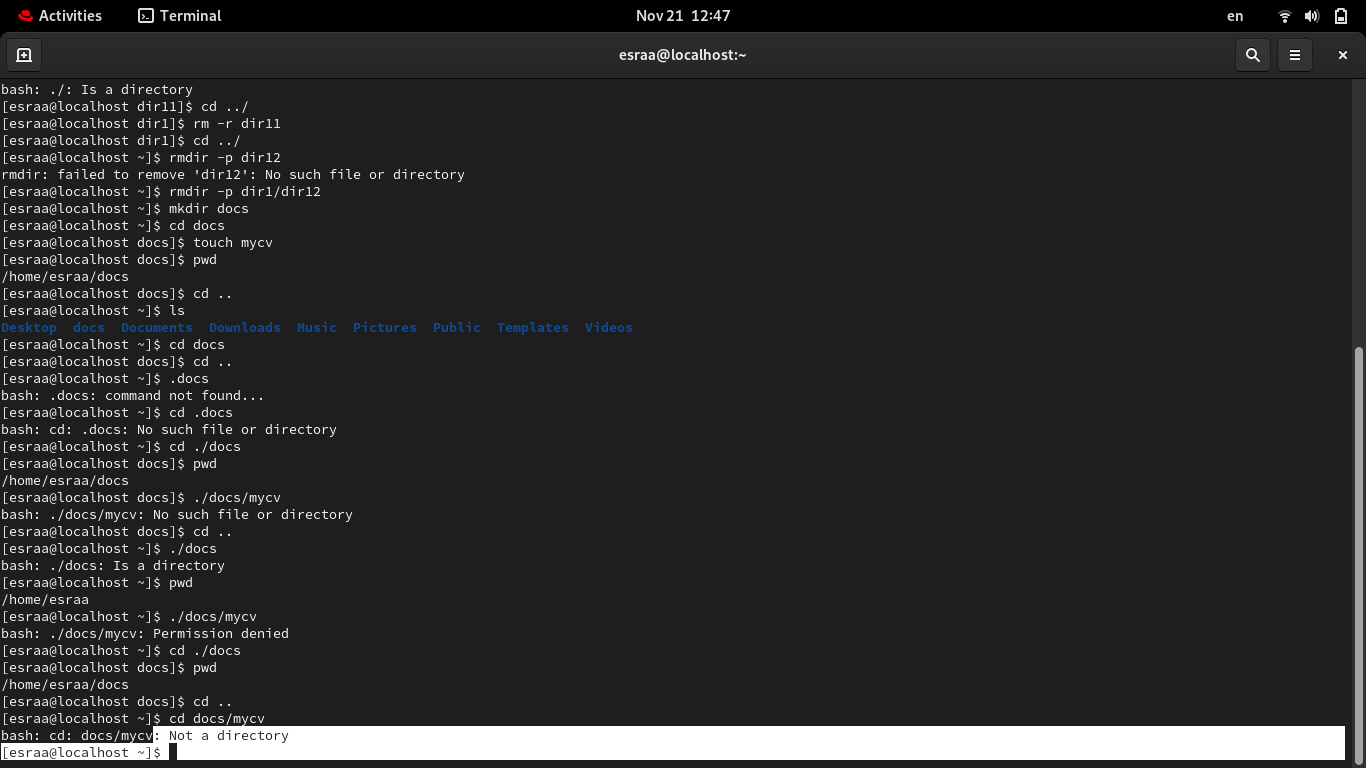 Activities Terminal Nov 21 12:47 en
esraa@localhost:~
bash: ./: Is a directory
[esraa@localhost dir11]$ cd ../
[esraa@localhost dir1]$ rm -r dir11
[esraa@localhost dir1]$ cd ../
[esraa@localhost ~]$ rmdir -p dir12
rmdir: failed to remove 'dir12': No such file or directory
[esraa@localhost ~]$ rmdir -p dir1/dir12
[esraa@localhost ~]$ mkdir docs
[esraa@localhost ~]$ cd docs
[esraa@localhost docs]$ touch mycv
[esraa@localhost docs]$ pwd
/home/esraa/docs
[esraa@localhost docs]$ cd ..
[esraa@localhost ~]$ ls
Desktop docs Documents Downloads Music Pictures Public Templates Videos
[esraa@localhost ~]$ cd docs
[esraa@localhost docs]$ cd ..
[esraa@localhost ~]$ .docs
bash: .docs: command not found...
[esraa@localhost ~]$ cd .docs
bash: cd: .docs: No such file or directory
[esraa@localhost ~]$ cd ./docs
[esraa@localhost docs]$ pwd
/home/esraa/docs
[esraa@localhost docs]$ ./docs/mycv
bash: ./docs/mycv: No such file or directory
[esraa@localhost docs]$ cd ..
[esraa@localhost ~]$ ./docs
bash: ./docs: Is a directory
[esraa@localhost ~]$ pwd
/home/esraa
[esraa@localhost ~]$ ./docs/mycv
bash: ./docs/mycv: Permission denied
[esraa@localhost ~]$ cd ./docs
[esraa@localhost docs]$ pwd
/home/esraa/docs
[esraa@localhost docs]$ cd ..
[esraa@localhost ~]$ cd docs/mycv
bash: cd: docs/mycv: Not a directory
[esraa@localhost ~]$